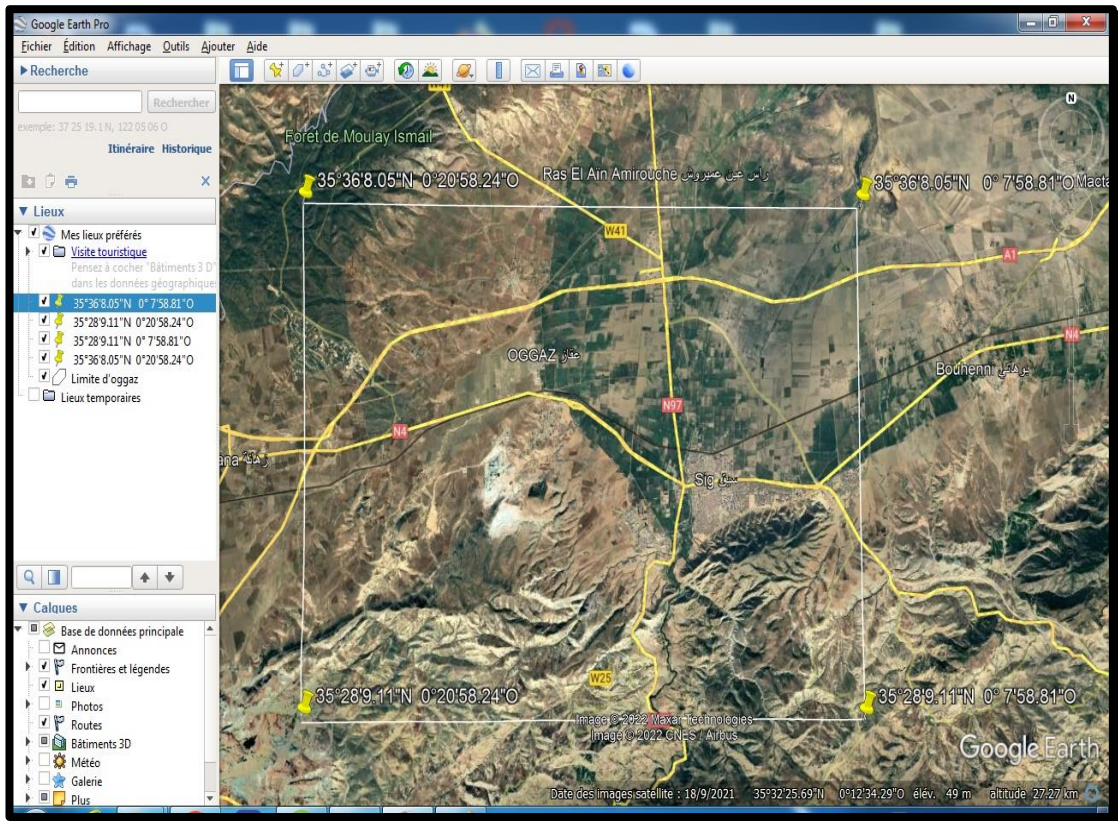 Google Earth Pro
Fichier Édition Affichage Outils Ajouter Aide
Recherche
Rechercher
exemple: 37 25 19.1 N, 122 05 06 O
Itinéraire Historique
Lieux
Mes lieux préférés
Visite touristique
Pensez à cocher "Bâtiments 3 D"
dans les données géographiques
35°36'8.05"N 0° 7'58.81"O
35°28'9.11"N 0°20'58.24"O
35°28'9.11"N 0° 7'58.81"O
35°36'8.05"N 0°20'58.24"O
Limite d'oggaz
Lieux temporaires
Calques
Base de données principale
Annonces
Frontières et légendes
Lieux
Photos
Routes
Bâtiments 3D
Météo
Galerie
Plus
N
Forêt de Moulay Ismail
35°36'8.05"N 0°20'58.24"O
Ras El Ain Amirouche راس عين عميروش
35°36'8.05"N 0° 7'58.81"O
Macta
W41
A1
N4
OGGAZ عقاز
Bouhenni بوهني
N97
N4
ana زهانة
Sig سيق
W25
35°28'9.11"N 0°20'58.24"O
35°28'9.11"N 0° 7'58.81"O
Image © 2022 Maxar Technologies
Image © 2022 CNES / Airbus
Google Earth
Date des images satellite : 18/9/2021 35°32'25.69"N 0°12'34.29"O élév. 49 m altitude 27.27 km